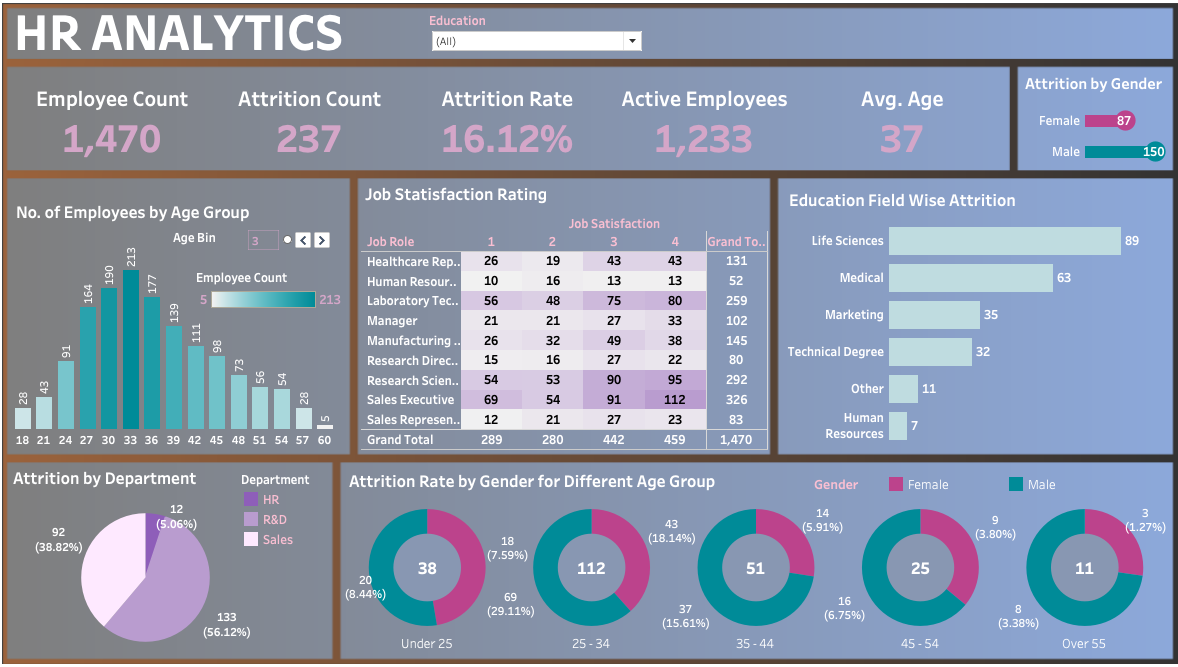 HR ANALYTICS
Education
(All)
Employee Count
1,470
Attrition Count
237
Attrition Rate
16.12%
Active Employees
1,233
Avg. Age
37
Attrition by Gender
Female 87
Male 150
No. of Employees by Age Group
Age Bin 3
Employee Count
5 213
28 43 91 164 190 213 177 139 111 98 73 56 54 28 5
18 21 24 27 30 33 36 39 42 45 48 51 54 57 60
Job Statisfaction Rating
Job Satisfaction
Job Role 1 2 3 4 Grand To..
Healthcare Rep.. 26 19 43 43 131
Human Resour.. 10 16 13 13 52
Laboratory Tec.. 56 48 75 80 259
Manager 21 21 27 33 102
Manufacturing .. 26 32 49 38 145
Research Direc.. 15 16 27 22 80
Research Scien.. 54 53 90 95 292
Sales Executive 69 54 91 112 326
Sales Represen.. 12 21 27 23 83
Grand Total 289 280 442 459 1,470
Education Field Wise Attrition
Life Sciences 89
Medical 63
Marketing 35
Technical Degree 32
Other 11
Human
Resources 7
Attrition by Department
Department
HR
R&D
Sales
12
(5.06%)
92
(38.82%)
133
(56.12%)
Attrition Rate by Gender for Different Age Group
Gender Female Male
38
18
(7.59%)
20
(8.44%)
Under 25
112
43
(18.14%)
69
(29.11%)
25 - 34
51
14
(5.91%)
37
(15.61%)
35 - 44
25
9
(3.80%)
16
(6.75%)
45 - 54
11
3
(1.27%)
8
(3.38%)
Over 55